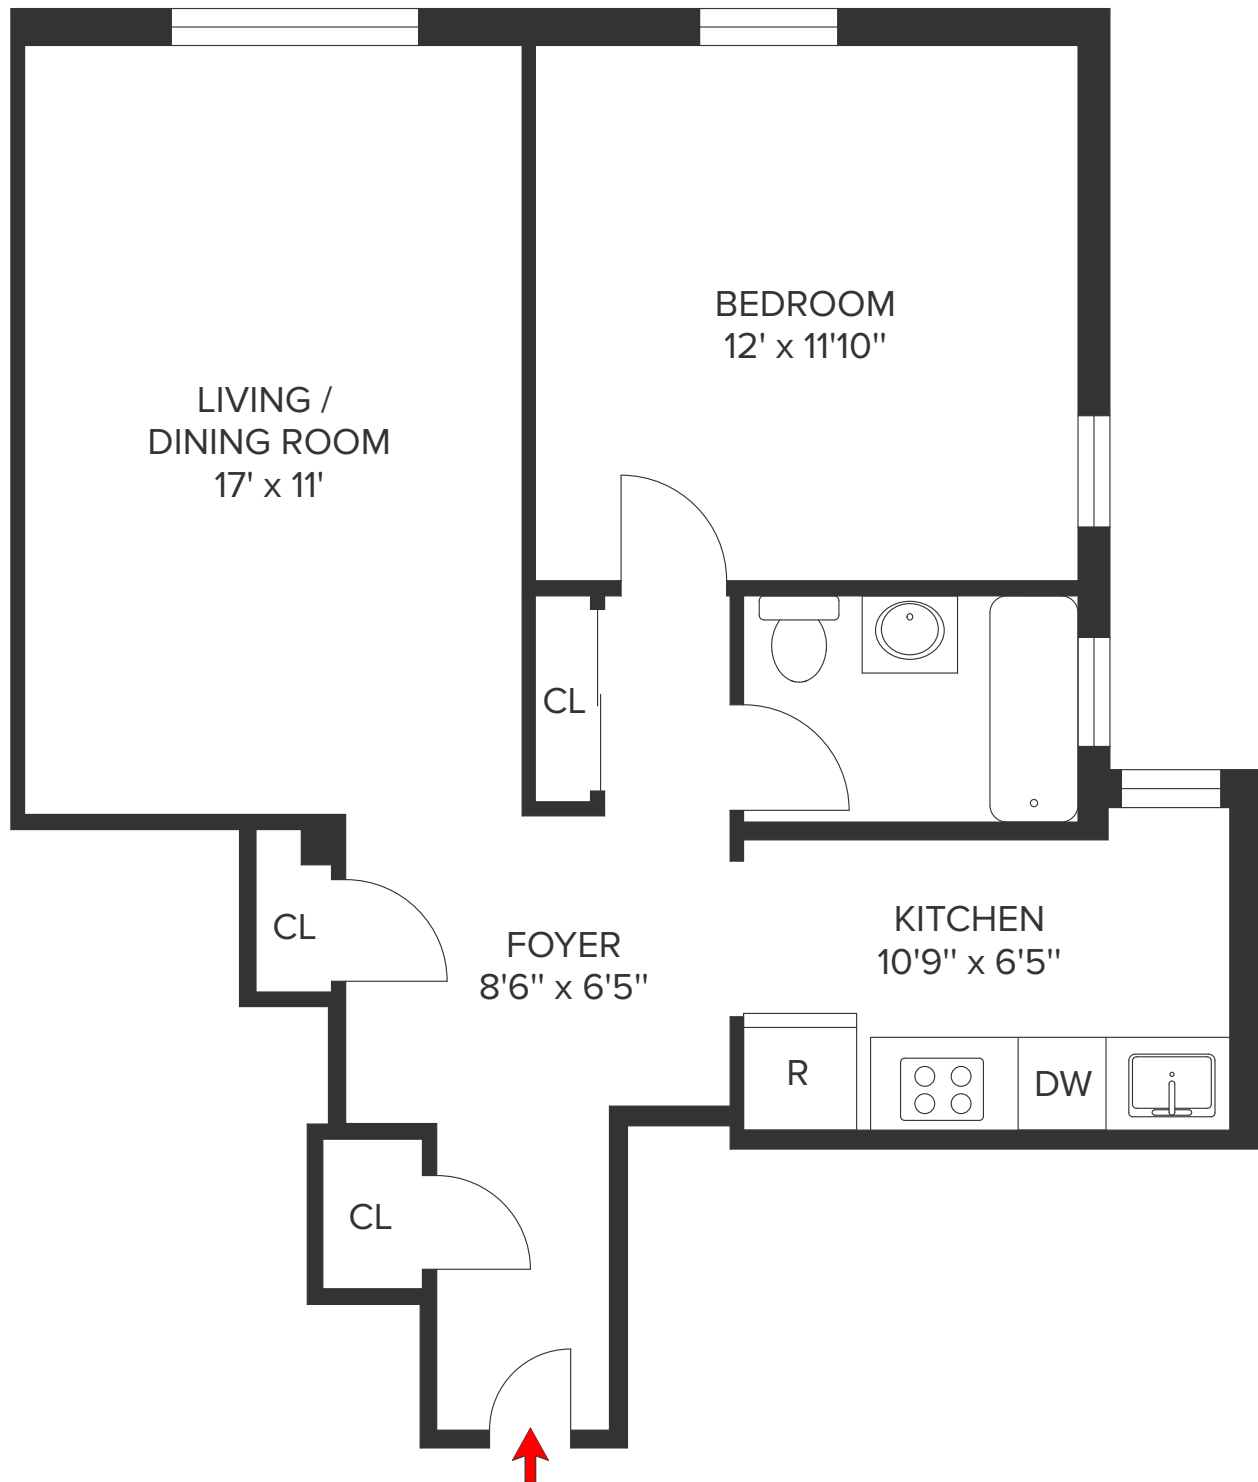 BEDROOM
12' x 11'10"
LIVING /
DINING ROOM
17' x 11'
CL
CL
FOYER
8'6" x 6'5"
KITCHEN
10'9" x 6'5"
R
DW
CL